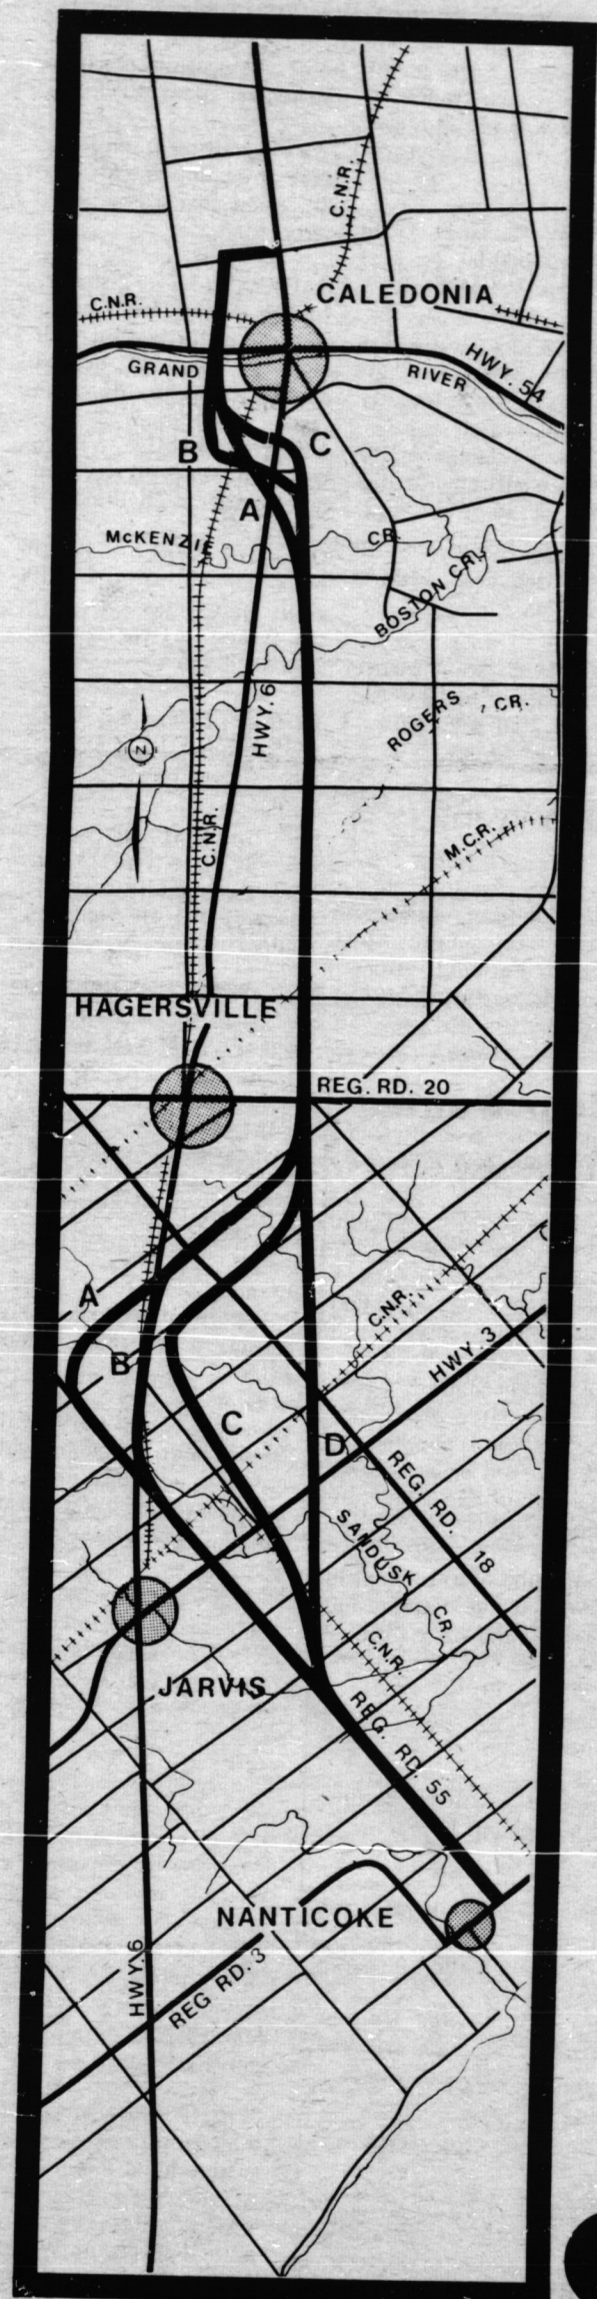 C.N.R.
C.N.R.
CALEDONIA
GRAND
RIVER
HWY. 54
B
C
A
McKENZIE
CR.
BOSTON CR.
HWY. 6
ROGERS CR.
N
C.N.R.
M.C.R.
HAGERSVILLE
REG. RD. 20
A
C.N.R.
B
HWY. 3
C
D
REG. RD. 18
SANDUSK CR.
C.N.R.
JARVIS
REG. RD. 55
NANTICOKE
HWY. 6
REG RD. 3